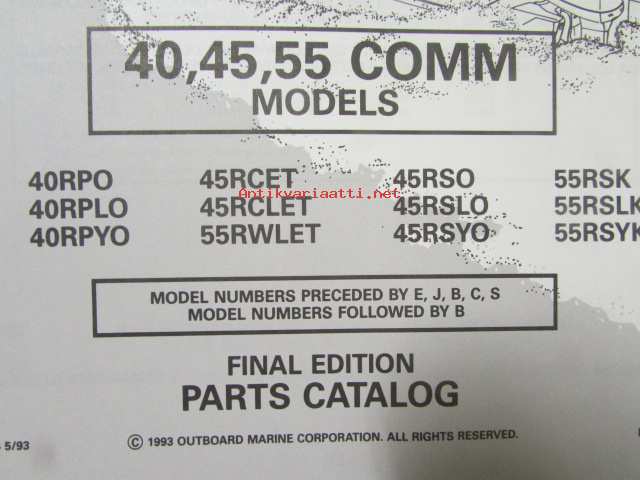 40,45,55 COMM
MODELS
40RPO 45RCET 45RSO 55RSK
Antikvariaatti.net
40RPLO 45RCLET 45RSLO 55RSLK
40RPYO 55RWLET 45RSYO 55RSYK
MODEL NUMBERS PRECEDED BY E, J, B, C, S
MODEL NUMBERS FOLLOWED BY B
FINAL EDITION
PARTS CATALOG
5/93 © 1993 OUTBOARD MARINE CORPORATION. ALL RIGHTS RESERVED.